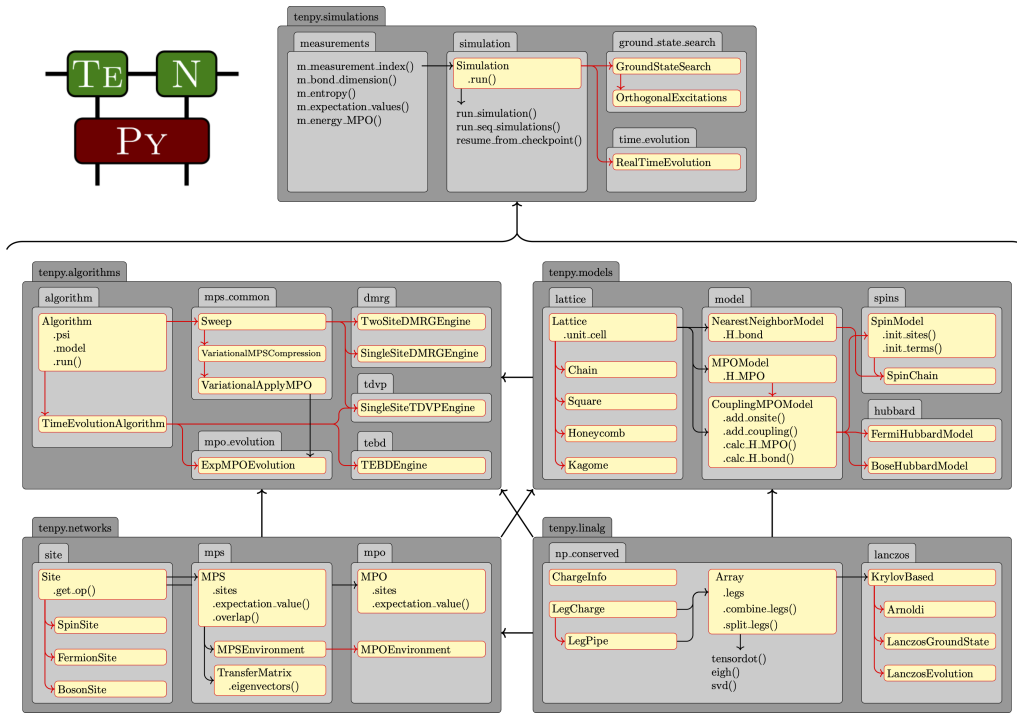 TE N
PY
tenpy.simulations
measurements
m_measurement_index()
m_bond_dimension()
m_entropy()
m_expectation_values()
m_energy_MPO()
simulation
Simulation
.run()
run_simulation()
run_seq_simulations()
resume_from_checkpoint()
ground_state_search
GroundStateSearch
OrthogonalExcitations
time_evolution
RealTimeEvolution
tenpy.algorithms
algorithm
Algorithm
.psi
.model
.run()
TimeEvolutionAlgorithm
mps_common
Sweep
VariationalMPSCompression
VariationalApplyMPO
mpo_evolution
ExpMPOEvolution
dmrg
TwoSiteDMRGEngine
SingleSiteDMRGEngine
tdvp
SingleSiteTDVPEngine
tebd
TEBDEngine
tenpy.models
lattice
Lattice
.unit_cell
Chain
Square
Honeycomb
Kagome
model
NearestNeighborModel
.H_bond
MPOModel
.H_MPO
CouplingMPOModel
.add_onsite()
.add_coupling()
.calc_H_MPO()
.calc_H_bond()
spins
SpinModel
.init_sites()
.init_terms()
SpinChain
hubbard
FermiHubbardModel
BoseHubbardModel
tenpy.networks
site
Site
.get_op()
SpinSite
FermionSite
BosonSite
mps
MPS
.sites
.expectation_value()
.overlap()
MPSEnvironment
TransferMatrix
.eigenvectors()
mpo
MPO
.sites
.expectation_value()
MPOEnvironment
tenpy.linalg
np_conserved
ChargeInfo
LegCharge
LegPipe
Array
.legs
.combine_legs()
.split_legs()
tensordot()
eigh()
svd()
lanczos
KrylovBased
Arnoldi
LanczosGroundState
LanczosEvolution